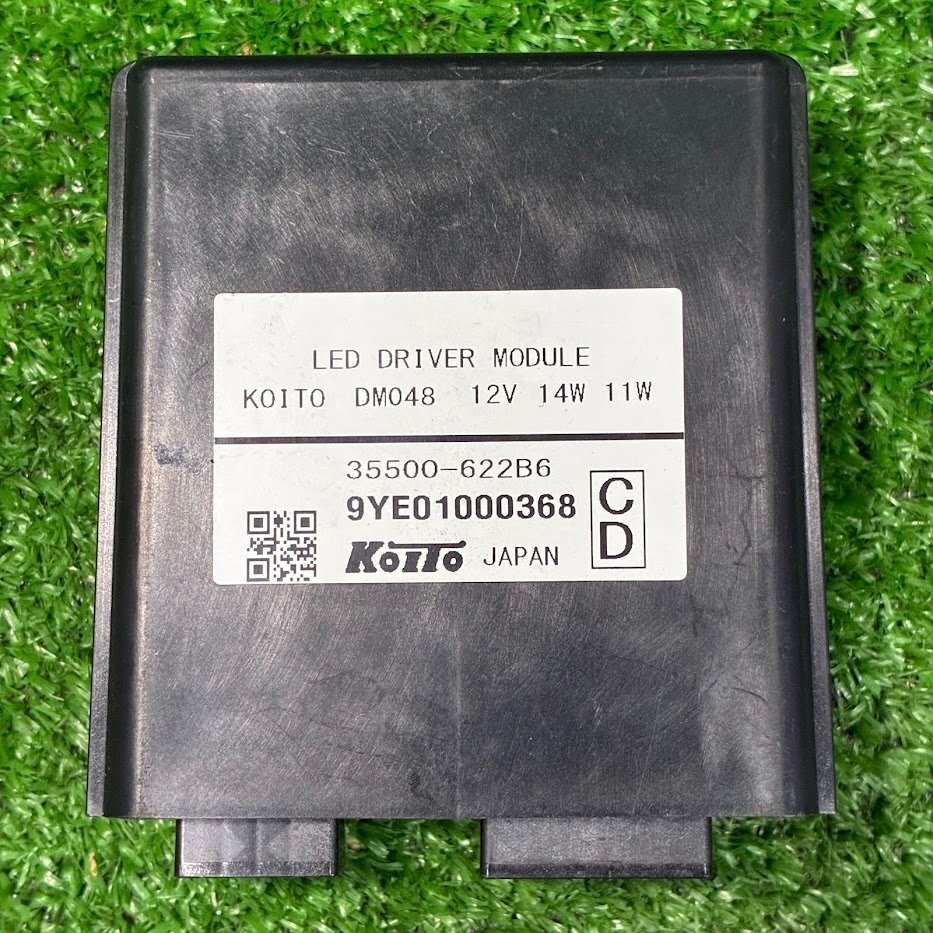 LED DRIVER MODULE
KOITO DM048 12V 14W 11W
35500-622B6
9YE01000368
KOITO JAPAN
C
D